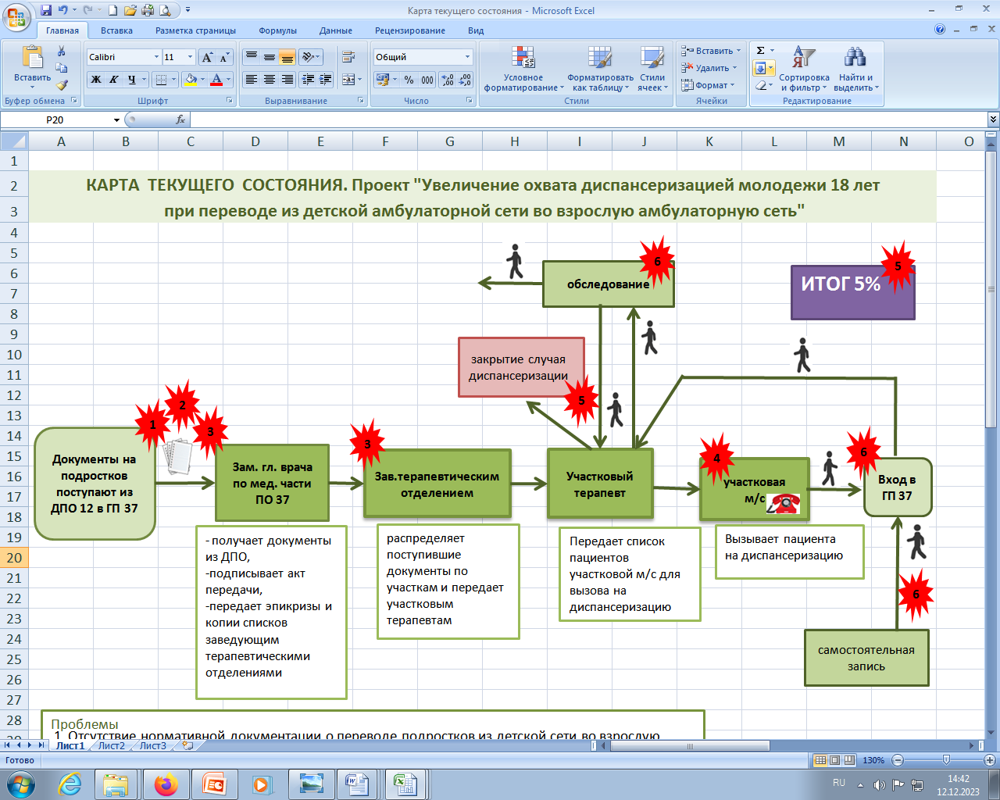 Карта текущего состояния - Microsoft Excel
Главная
Вставка
Разметка страницы
Формулы
Данные
Рецензирование
Вид
Вставить
Буфер обмена
Calibri
11
Ж К Ч
Шрифт
Выравнивание
Общий
% 000
Число
Условное форматирование
Форматировать как таблицу
Стили ячеек
Стили
Вставить
Удалить
Формат
Ячейки
Сортировка и фильтр
Найти и выделить
Редактирование
P20
fx
A B C D E F G H I J K L M N O
1
2
3
4
5
6
7
8
9
10
11
12
13
14
15
16
17
18
19
20
21
22
23
24
25
26
27
28
КАРТА ТЕКУЩЕГО СОСТОЯНИЯ. Проект "Увеличение охвата диспансеризацией молодежи 18 лет
при переводе из детской амбулаторной сети во взрослую амбулаторную сеть"
обследование
6
ИТОГ 5%
5
закрытие случая
диспансеризации
5
1
2
3
Документы на
подростков
поступают из
ДПО 12 в ГП 37
Зам. гл. врача
по мед. части
ПО 37
3
Зав.терапевтическим
отделением
Участковый
терапевт
4
участковая
м/с
6
Вход в
ГП 37
- получает документы
из ДПО,
-подписывает акт
передачи,
-передает эпикризы и
копии списков
заведующим
терапевтическими
отделениями
распределяет
поступившие
документы по
участкам и передает
участковым
терапевтам
Передает список
пациентов
участковой м/с для
вызова на
диспансеризацию
Вызывает пациента
на диспансеризацию
6
самостоятельная
запись
Проблемы
1. Отсутствие нормативной документации о переводе подростков из детской сети во взрослую
Лист1
Лист2
Лист3
Готово
130%
RU
14:42
12.12.2023